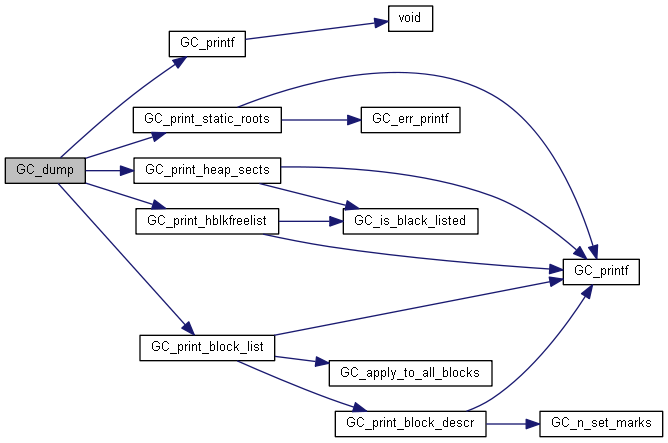 void
GC_printf
GC_print_static_roots
GC_err_printf
GC_dump
GC_print_heap_sects
GC_print_hblkfreelist
GC_is_black_listed
GC_printf
GC_print_block_list
GC_apply_to_all_blocks
GC_print_block_descr
GC_n_set_marks